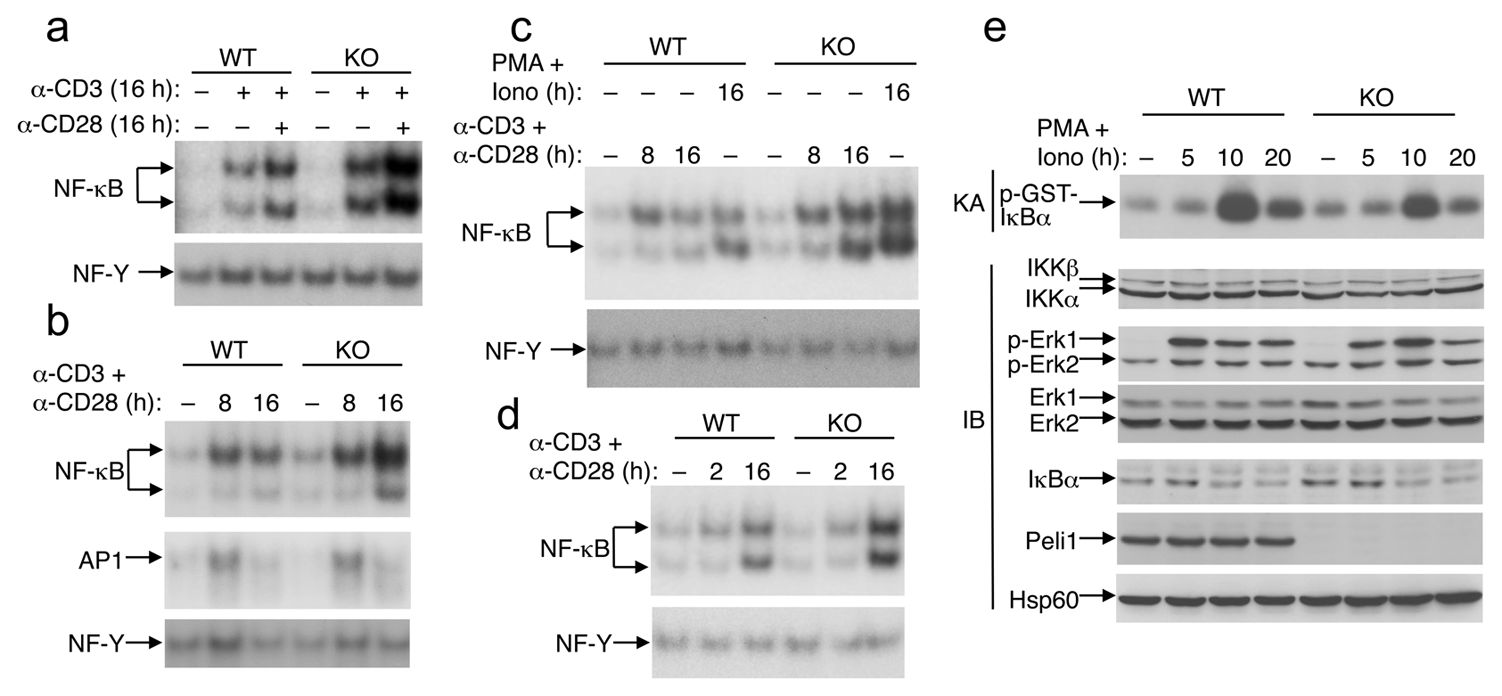 a
WT KO
α-CD3 (16 h): – + + – + +
α-CD28 (16 h): – – + – – +
NF-κB
NF-Y
b
WT KO
α-CD3 +
α-CD28 (h): – 8 16 – 8 16
NF-κB
AP1
NF-Y
c
WT KO
PMA +
Iono (h): – – – 16 – – – 16
α-CD3 +
α-CD28 (h): – 8 16 – – 8 16 –
NF-κB
NF-Y
d
WT KO
α-CD3 +
α-CD28 (h): – 2 16 – 2 16
NF-κB
NF-Y
e
WT KO
PMA +
Iono (h): – 5 10 20 – 5 10 20
KA
p-GST-
IκBα
IB
IKKβ
IKKα
p-Erk1
p-Erk2
Erk1
Erk2
IκBα
Peli1
Hsp60